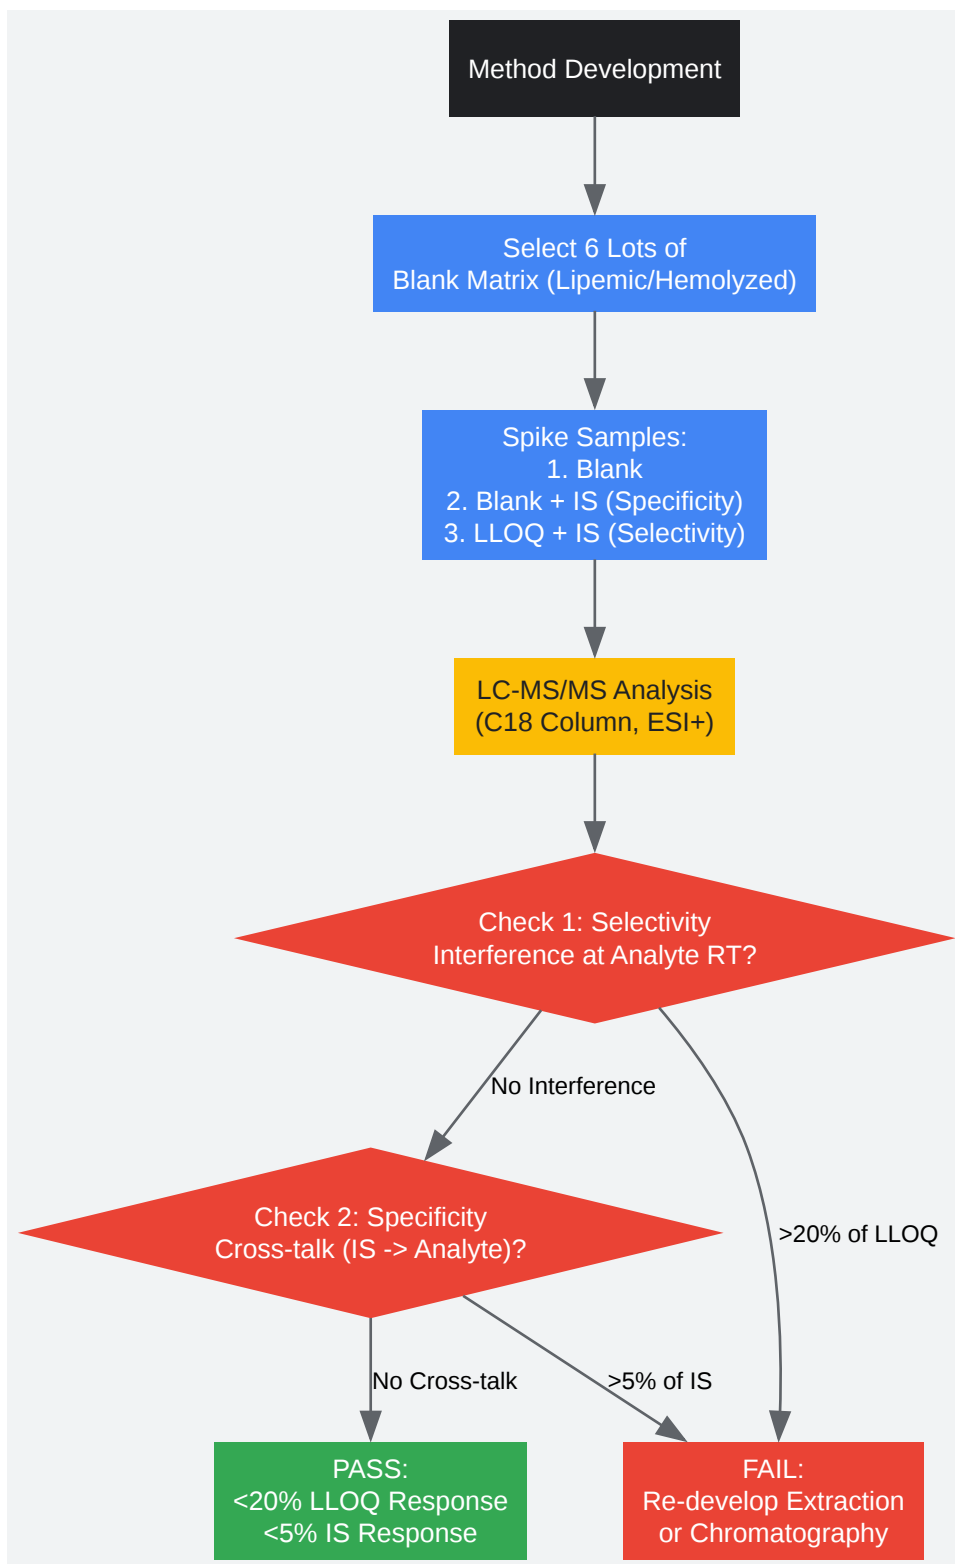 Method Development
Select 6 Lots of
Blank Matrix (Lipemic/Hemolyzed)
Spike Samples:
1. Blank
2. Blank + IS (Specificity)
3. LLOQ + IS (Selectivity)
LC-MS/MS Analysis
(C18 Column, ESI+)
Check 1: Selectivity
Interference at Analyte RT?
No Interference
Check 2: Specificity
Cross-talk (IS -> Analyte)?
>20% of LLOQ
No Cross-talk
>5% of IS
PASS:
<20% LLOQ Response
<5% IS Response
FAIL:
Re-develop Extraction
or Chromatography